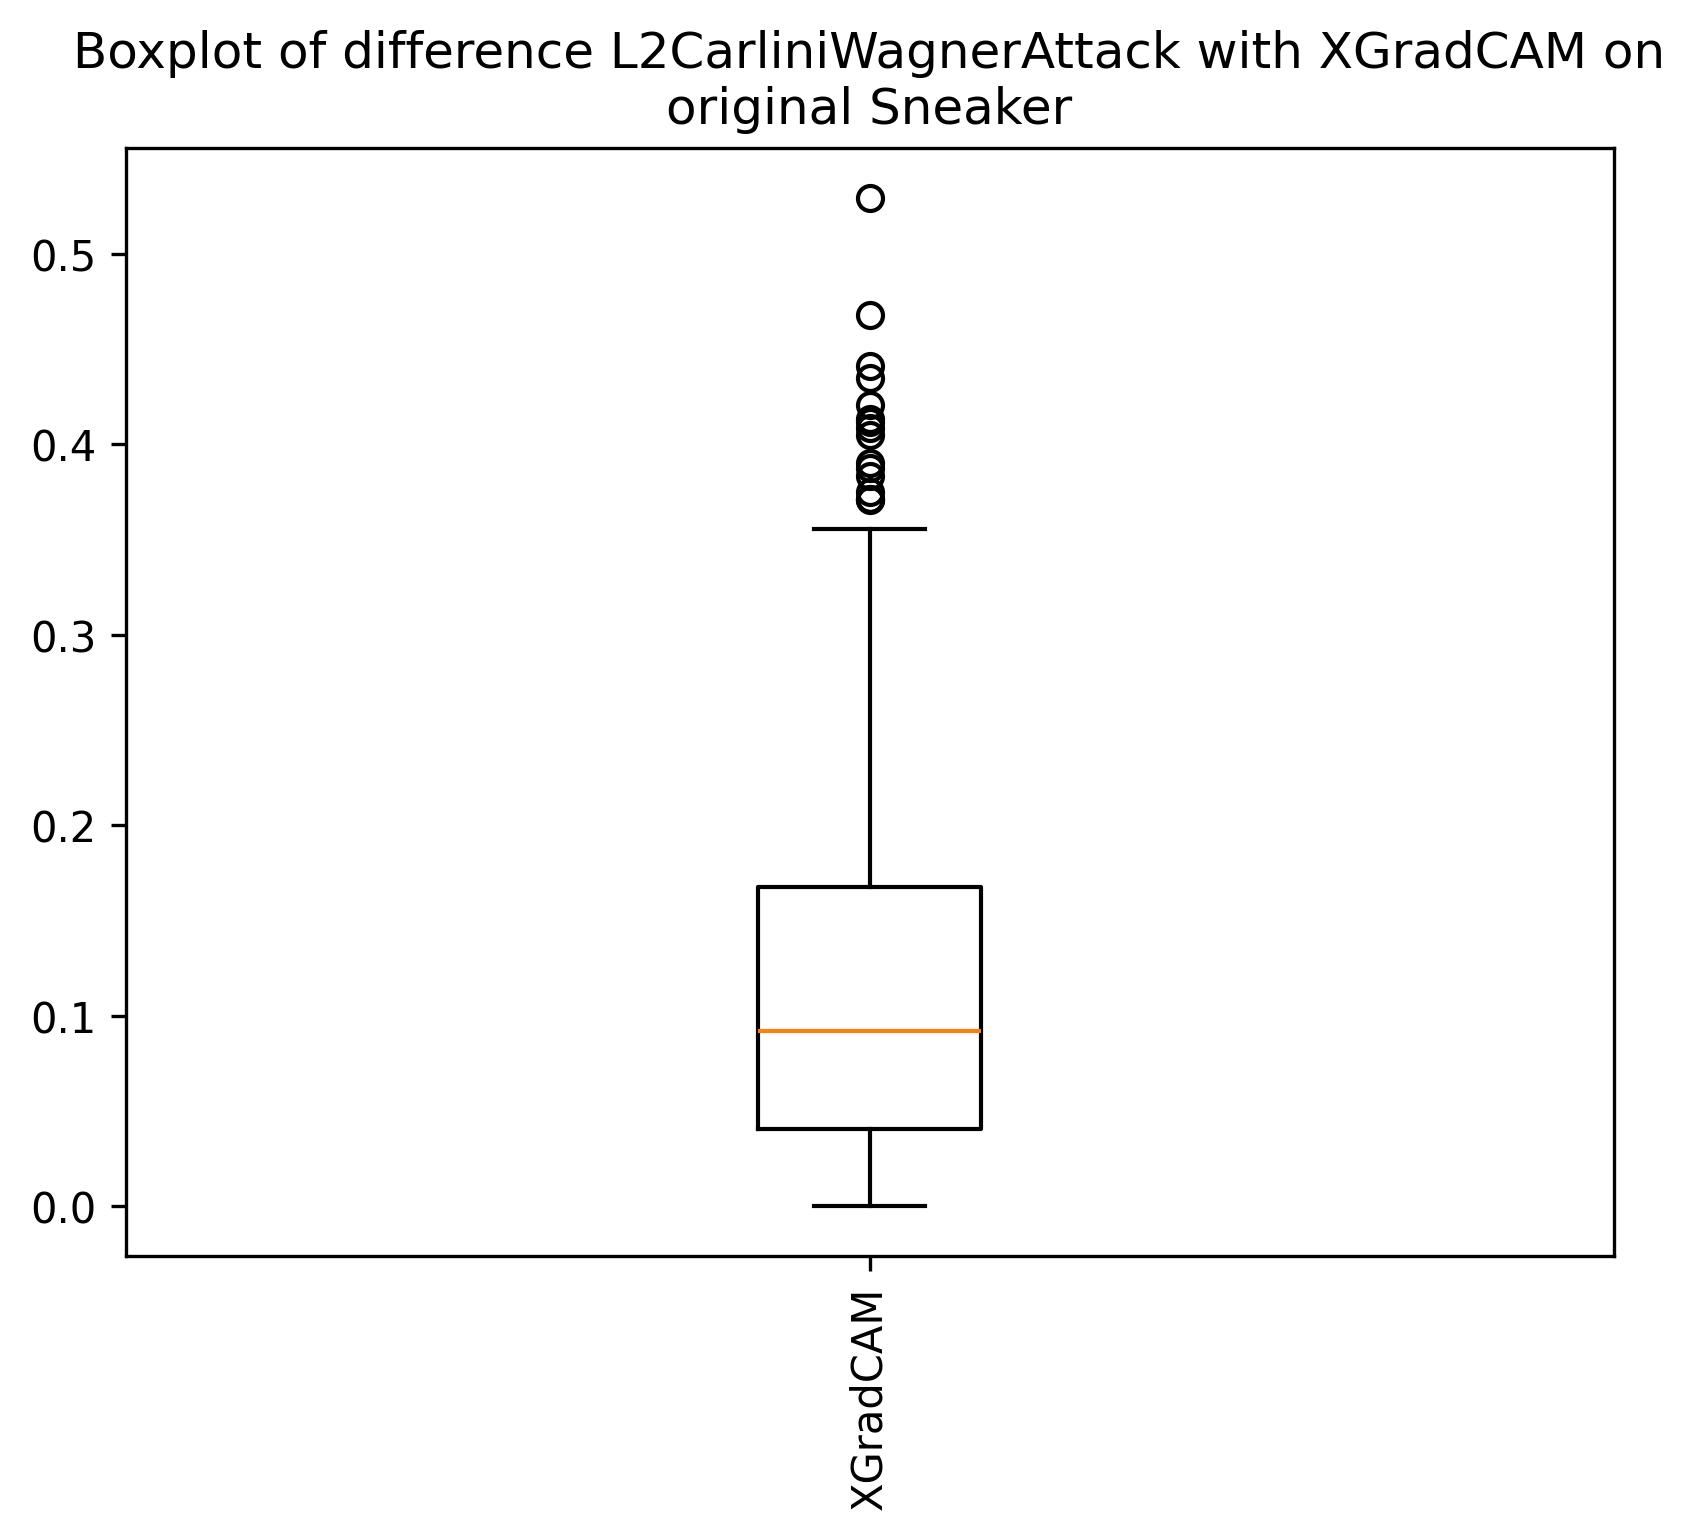 Boxplot of difference L2CarliniWagnerAttack with XGradCAM on
original Sneaker
0.5
0.4
0.3
0.2
0.1
0.0
XGradCAM